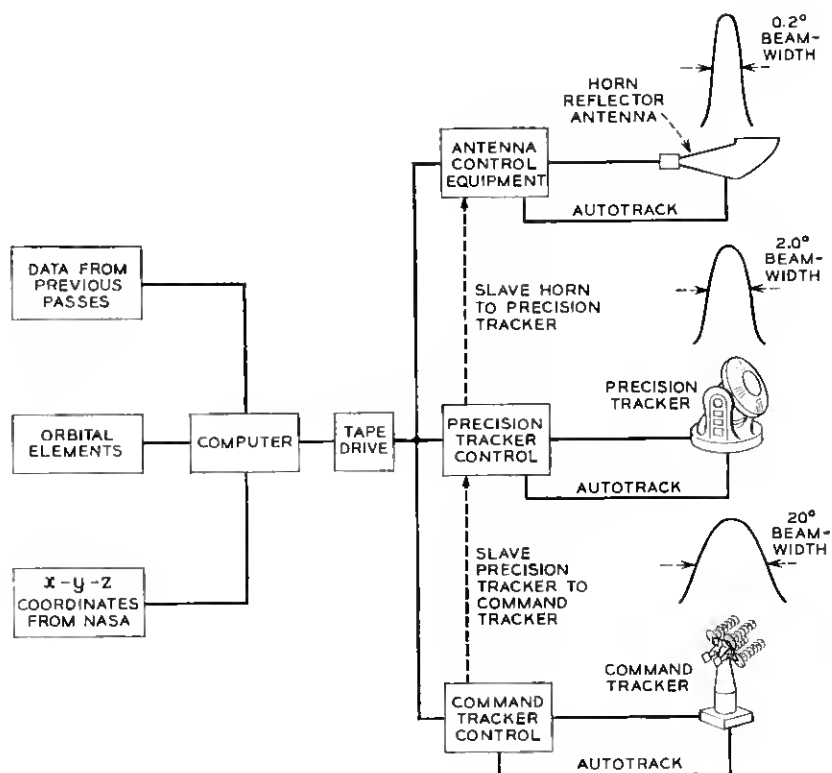 0.2°
BEAM-
WIDTH
HORN
REFLECTOR
ANTENNA
ANTENNA
CONTROL
EQUIPMENT
AUTOTRACK
DATA FROM
PREVIOUS
PASSES
SLAVE HORN
TO PRECISION
TRACKER
2.0°
BEAM-
WIDTH
PRECISION
TRACKER
ORBITAL
ELEMENTS
COMPUTER
TAPE
DRIVE
PRECISION
TRACKER
CONTROL
AUTOTRACK
20°
BEAM-
WIDTH
X-y-Z
COORDINATES
FROM NASA
SLAVE
PRECISION
TRACKER TO
COMMAND
TRACKER
COMMAND
TRACKER
COMMAND
TRACKER
CONTROL
AUTOTRACK